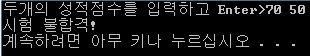 두개의 성적점수를 입력하고 Enter>70 50
시험 불합격!
계속하려면 아무 키나 누르십시오 . . .